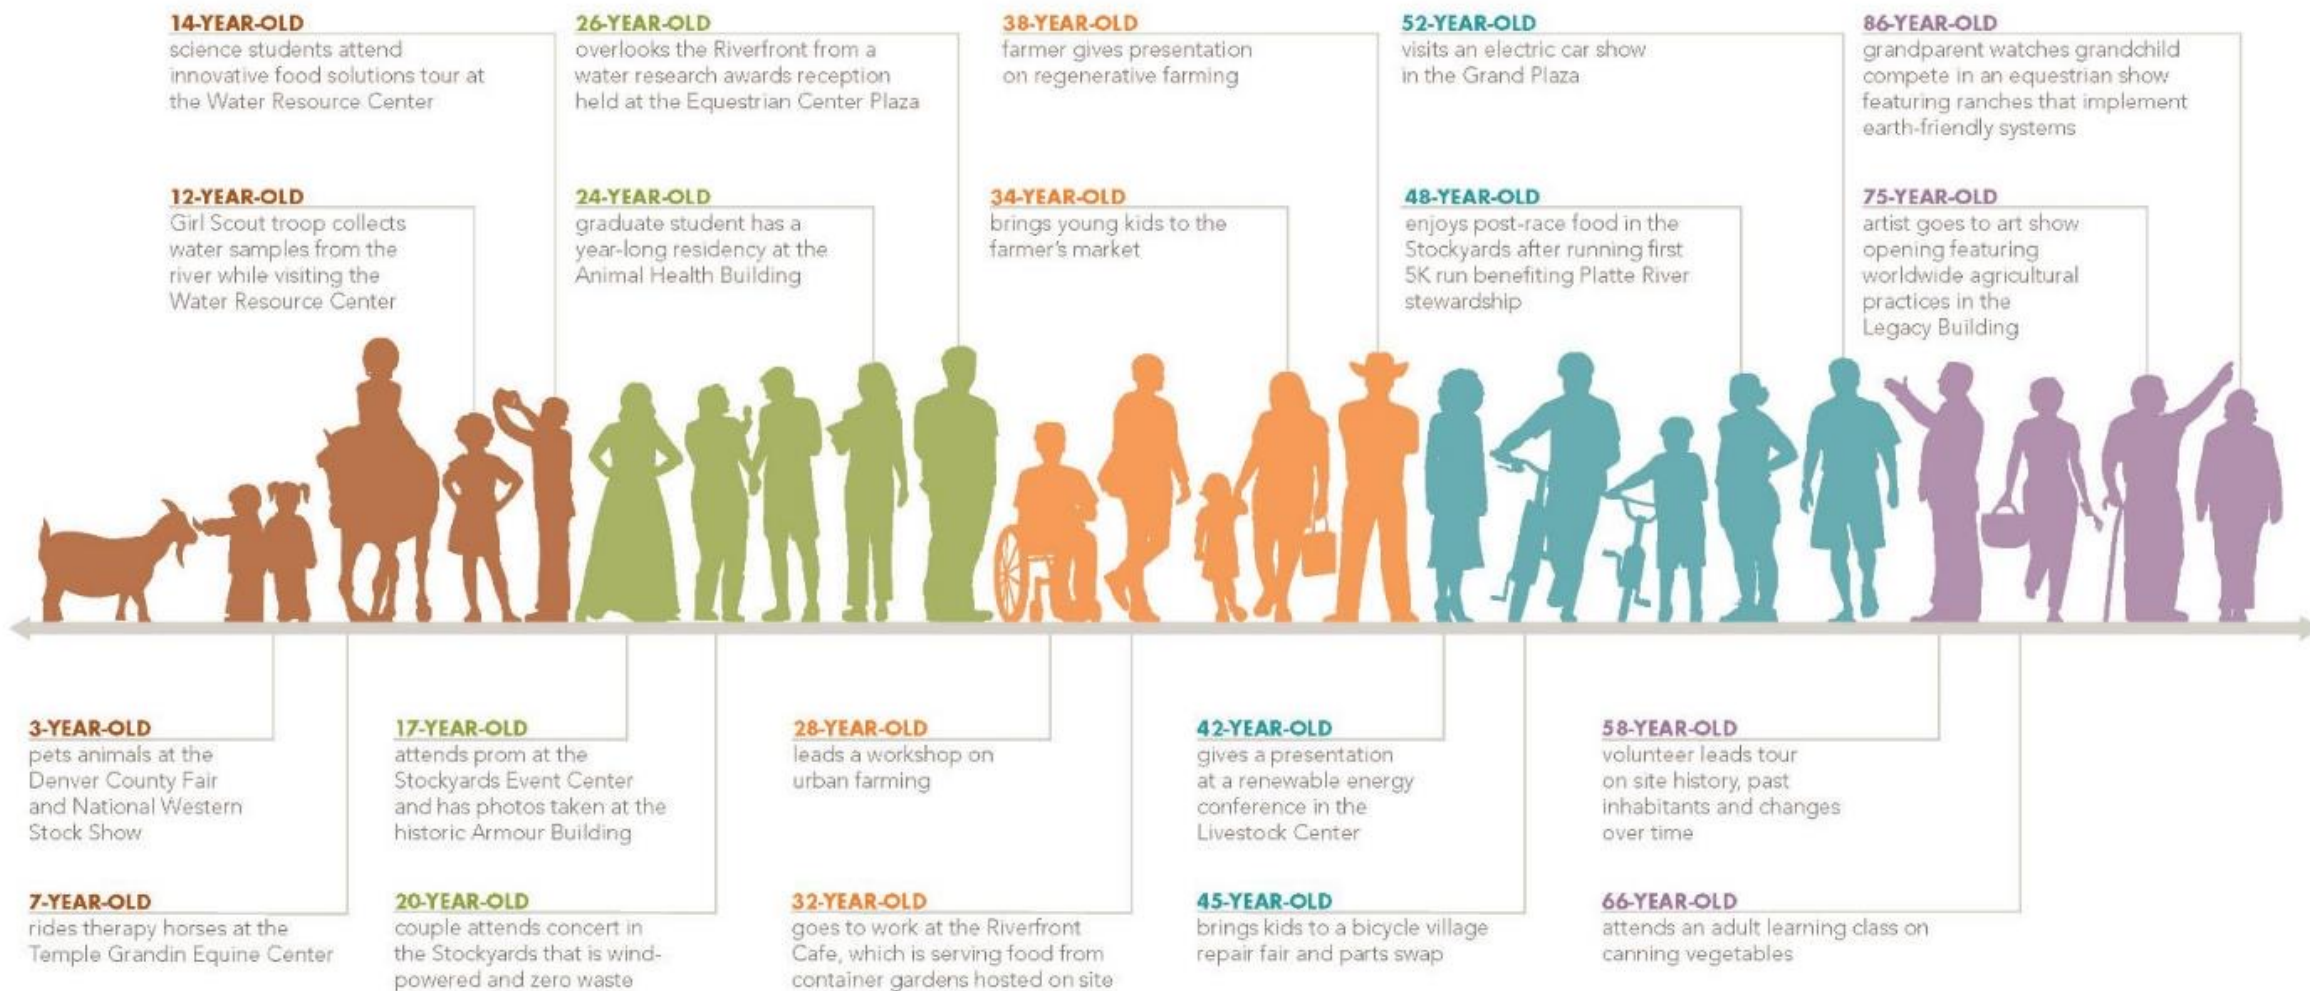 14-YEAR-OLD
science students attend
innovative food solutions tour at
the Water Resource Center
26-YEAR-OLD
overlooks the Riverfront from a
water research awards reception
held at the Equestrian Center Plaza
38-YEAR-OLD
farmer gives presentation
on regenerative farming
52-YEAR-OLD
visits an electric car show
in the Grand Plaza
86-YEAR-OLD
grandparent watches grandchild
compete in an equestrian show
featuring ranches that implement
earth-friendly systems
12-YEAR-OLD
Girl Scout troop collects
water samples from the
river while visiting the
Water Resource Center
24-YEAR-OLD
graduate student has a
year-long residency at the
Animal Health Building
34-YEAR-OLD
brings young kids to the
farmer's market
48-YEAR-OLD
enjoys post-race food in the
Stockyards after running first
5K run benefiting Platte River
stewardship
75-YEAR-OLD
artist goes to art show
opening featuring
worldwide agricultural
practices in the
Legacy Building
3-YEAR-OLD
pets animals at the
Denver County Fair
and National Western
Stock Show
17-YEAR-OLD
attends prom at the
Stockyards Event Center
and has photos taken at the
historic Armour Building
28-YEAR-OLD
leads a workshop on
urban farming
42-YEAR-OLD
gives a presentation
at a renewable energy
conference in the
Livestock Center
58-YEAR-OLD
volunteer leads tour
on site history, past
inhabitants and changes
over time
7-YEAR-OLD
rides therapy horses at the
Temple Grandin Equine Center
20-YEAR-OLD
couple attends concert in
the Stockyards that is wind-
powered and zero waste
32-YEAR-OLD
goes to work at the Riverfront
Cafe, which is serving food from
container gardens hosted on site
45-YEAR-OLD
brings kids to a bicycle village
repair fair and parts swap
66-YEAR-OLD
attends an adult learning class on
canning vegetables